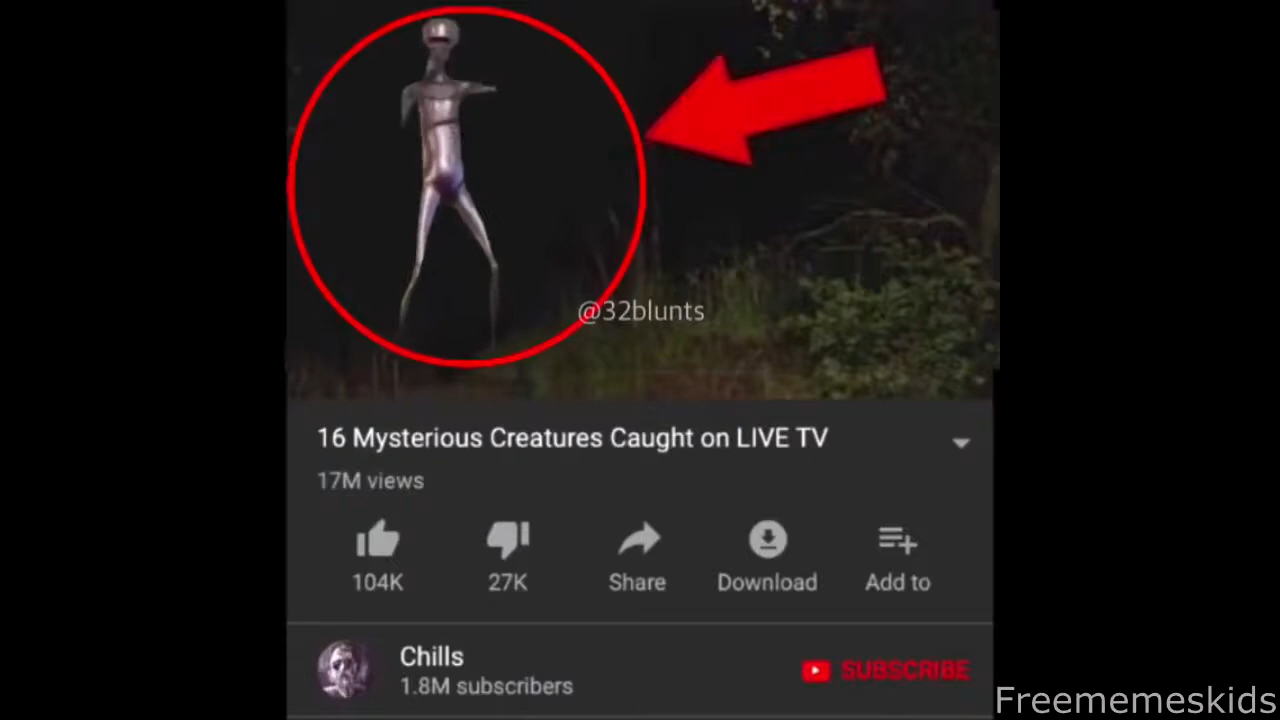 @32blunts
16 Mysterious Creatures Caught on LIVE TV
17M views
104K
27K
Share
Download
Add to
Chills
1.8M subscribers
SUBSCRIBE
Freememeskids